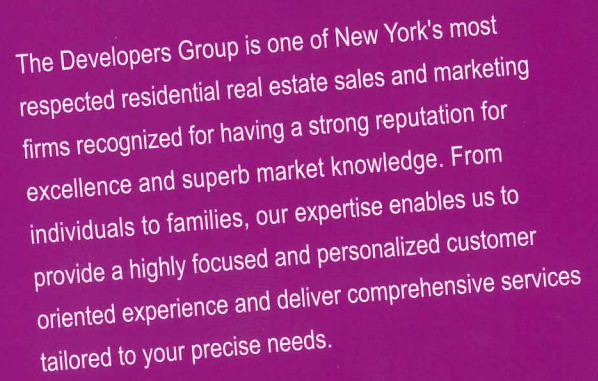 The Developers Group is one of New York's most
respected residential real estate sales and marketing
firms recognized for having a strong reputation for
excellence and superb market knowledge. From
individuals to families, our expertise enables us to
provide a highly focused and personalized customer
oriented experience and deliver comprehensive services
tailored to your precise needs.